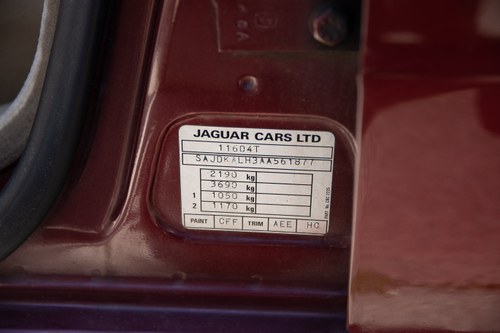 JAGUAR CARS LTD
11604T
SAJDKALH3AA561877
2190 kg
3690 kg
1 1050 kg
2 1170 kg
PAINT CFF TRIM AEE HC